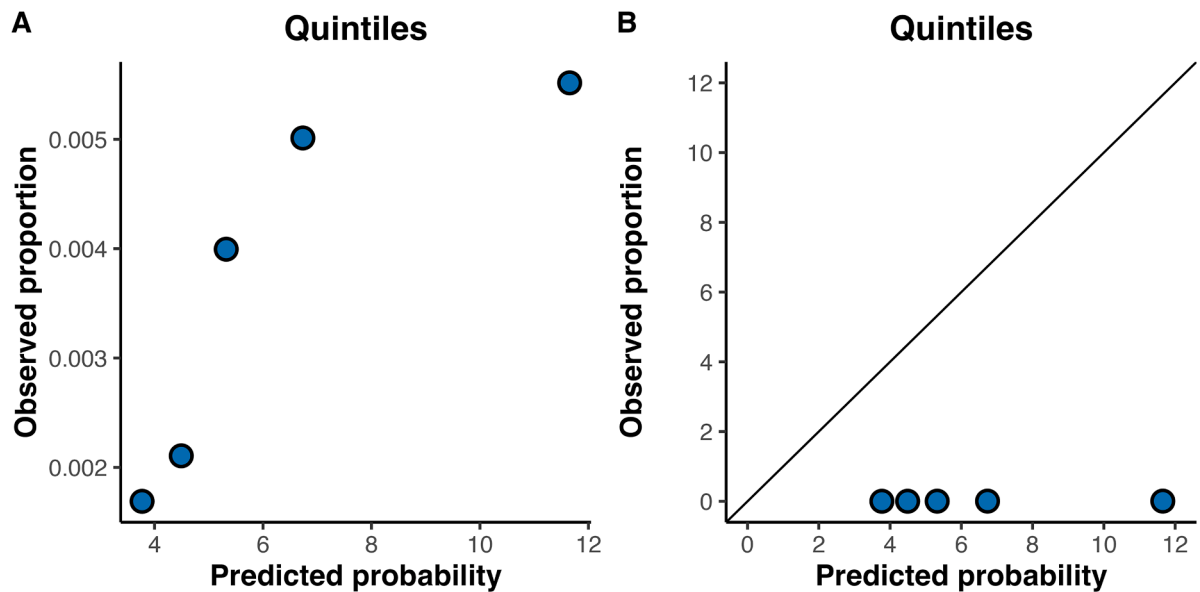 A
Quintiles
Observed proportion
0.005
0.004
0.003
0.002
4 6 8 10 12
Predicted probability
B
Quintiles
Observed proportion
12
10
8
6
4
2
0
0 2 4 6 8 10 12
Predicted probability